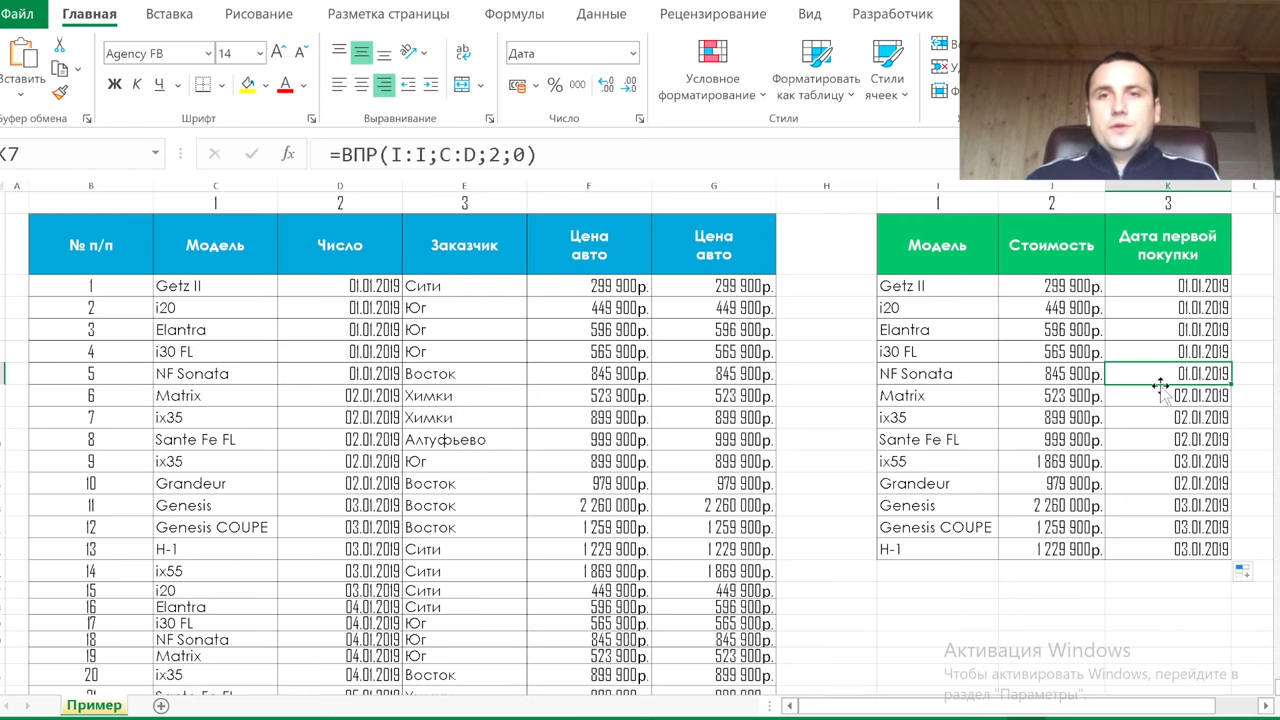 Файл Главная Вставка Рисование Разметка страницы Формулы Данные Рецензирование Вид Разработчик
Agency FB 14 Дата
Вставить
Ж К Ч
% 000
Условное форматирование
Форматировать как таблицу
Стили ячеек
Буфер обмена Шрифт Выравнивание Число Стили
K7 fx =ВПР(I:I;C:D;2;0)
A B C D E F G H I J K L
1 2 3 1 2 3
№ п/п Модель Число Заказчик Цена авто Цена авто Модель Стоимость Дата первой покупки
1 Getz II 01.01.2019 Сити 299 900р. 299 900р. Getz II 299 900р. 01.01.2019
2 i20 01.01.2019 Юг 449 900р. 449 900р. i20 449 900р. 01.01.2019
3 Elantra 01.01.2019 Юг 596 900р. 596 900р. Elantra 596 900р. 01.01.2019
4 i30 FL 01.01.2019 Юг 565 900р. 565 900р. i30 FL 565 900р. 01.01.2019
5 NF Sonata 01.01.2019 Восток 845 900р. 845 900р. NF Sonata 845 900р. 01.01.2019
6 Matrix 02.01.2019 Химки 523 900р. 523 900р. Matrix 523 900р. 02.01.2019
7 ix35 02.01.2019 Химки 899 900р. 899 900р. ix35 899 900р. 02.01.2019
8 Sante Fe FL 02.01.2019 Алтуфьево 999 900р. 999 900р. Sante Fe FL 999 900р. 02.01.2019
9 ix35 02.01.2019 Юг 899 900р. 899 900р. ix55 1 869 900р. 03.01.2019
10 Grandeur 02.01.2019 Восток 979 900р. 979 900р. Grandeur 979 900р. 02.01.2019
11 Genesis 03.01.2019 Восток 2 260 000р. 2 260 000р. Genesis 2 260 000р. 03.01.2019
12 Genesis COUPE 03.01.2019 Восток 1 259 900р. 1 259 900р. Genesis COUPE 1 259 900р. 03.01.2019
13 H-1 03.01.2019 Сити 1 229 900р. 1 229 900р. H-1 1 229 900р. 03.01.2019
14 ix55 03.01.2019 Сити 1 869 900р. 1 869 900р.
15 i20 03.01.2019 Сити 449 900р. 449 900р.
16 Elantra 04.01.2019 Сити 596 900р. 596 900р.
17 i30 FL 04.01.2019 Юг 565 900р. 565 900р.
18 NF Sonata 04.01.2019 Юг 845 900р. 845 900р.
19 Matrix 04.01.2019 Юг 523 900р. 523 900р.
20 ix35 04.01.2019 Восток 899 900р. 899 900р.
Sante Fe FL
Активация Windows
Чтобы активировать Windows, перейдите в
раздел "Параметры".
Пример